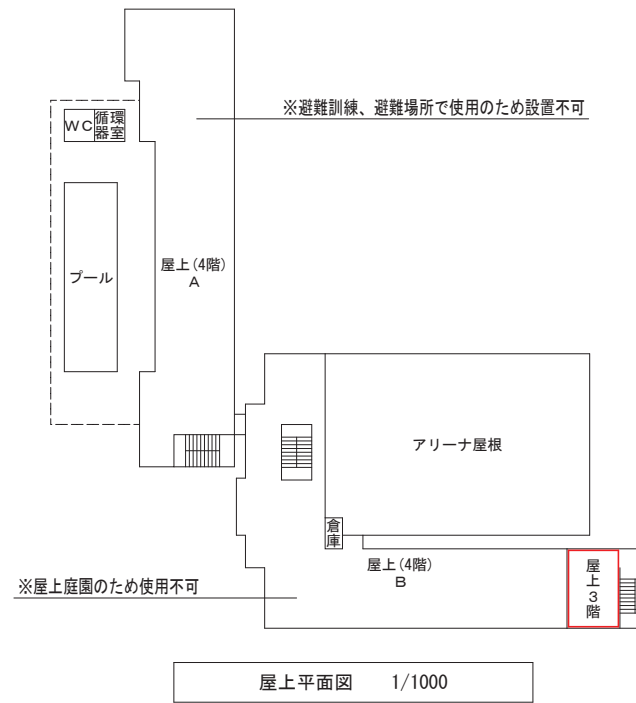 ※避難訓練、避難場所で使用のため設置不可
WC
循環
器室
屋上(4階)
A
プール
アリーナ屋根
倉庫
屋上(4階)
B
屋上3階
※屋上庭園のため使用不可
屋上平面図 1/1000